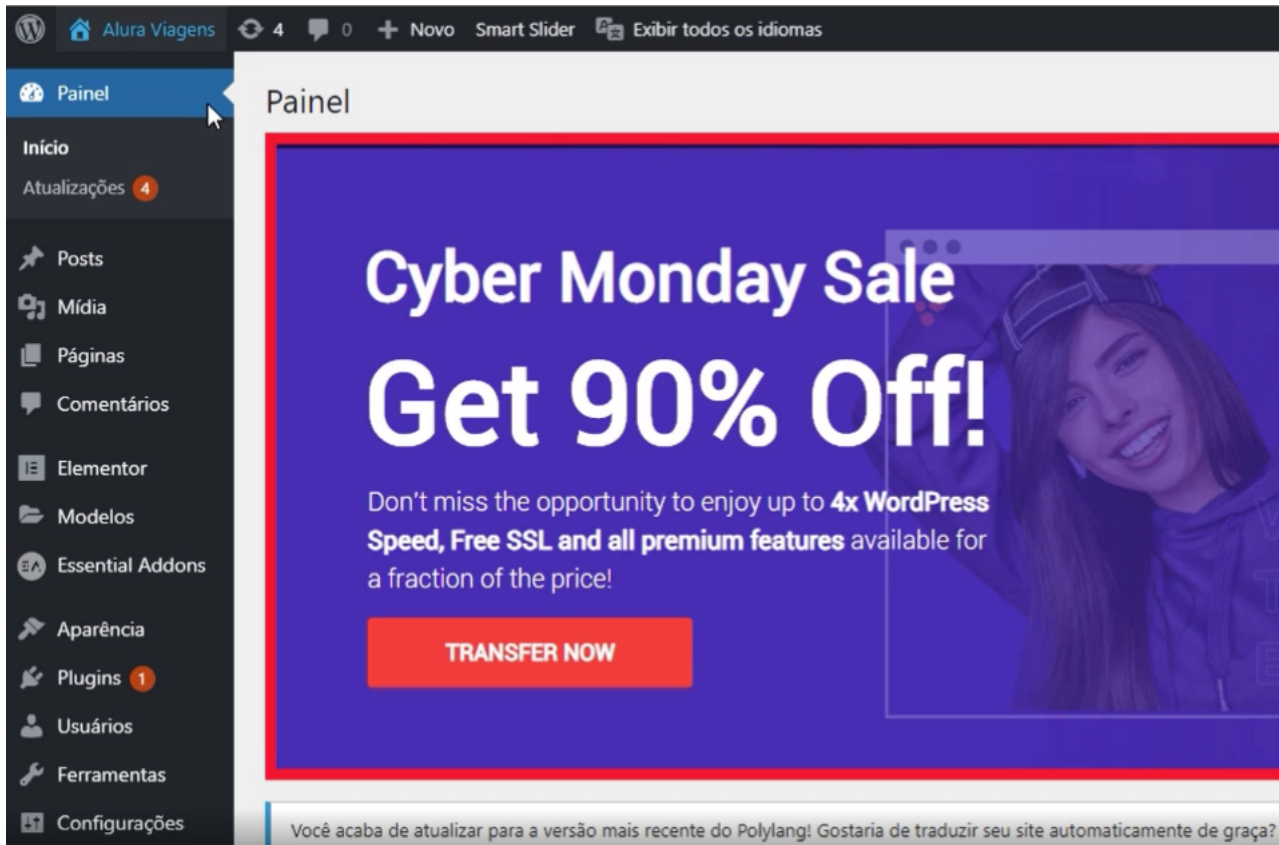 Alura Viagens 4 0 + Novo Smart Slider Exibir todos os idiomas
Painel
Início
Atualizações 4
Posts
Mídia
Páginas
Comentários
Elementor
Modelos
Essential Addons
Aparência
Plugins 1
Usuários
Ferramentas
Configurações
Painel
Cyber Monday Sale
Get 90% Off!
Don't miss the opportunity to enjoy up to 4x WordPress
Speed, Free SSL and all premium features available for
a fraction of the price!
TRANSFER NOW
Você acaba de atualizar para a versão mais recente do Polylang! Gostaria de traduzir seu site automaticamente de graça?